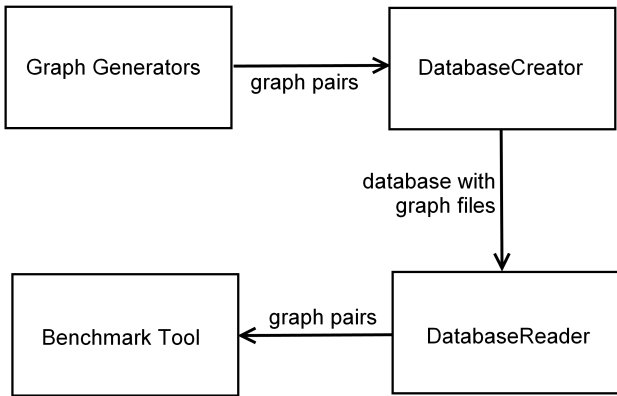 Graph Generators
graph pairs
DatabaseCreator
database with
graph files
Benchmark Tool
graph pairs
DatabaseReader